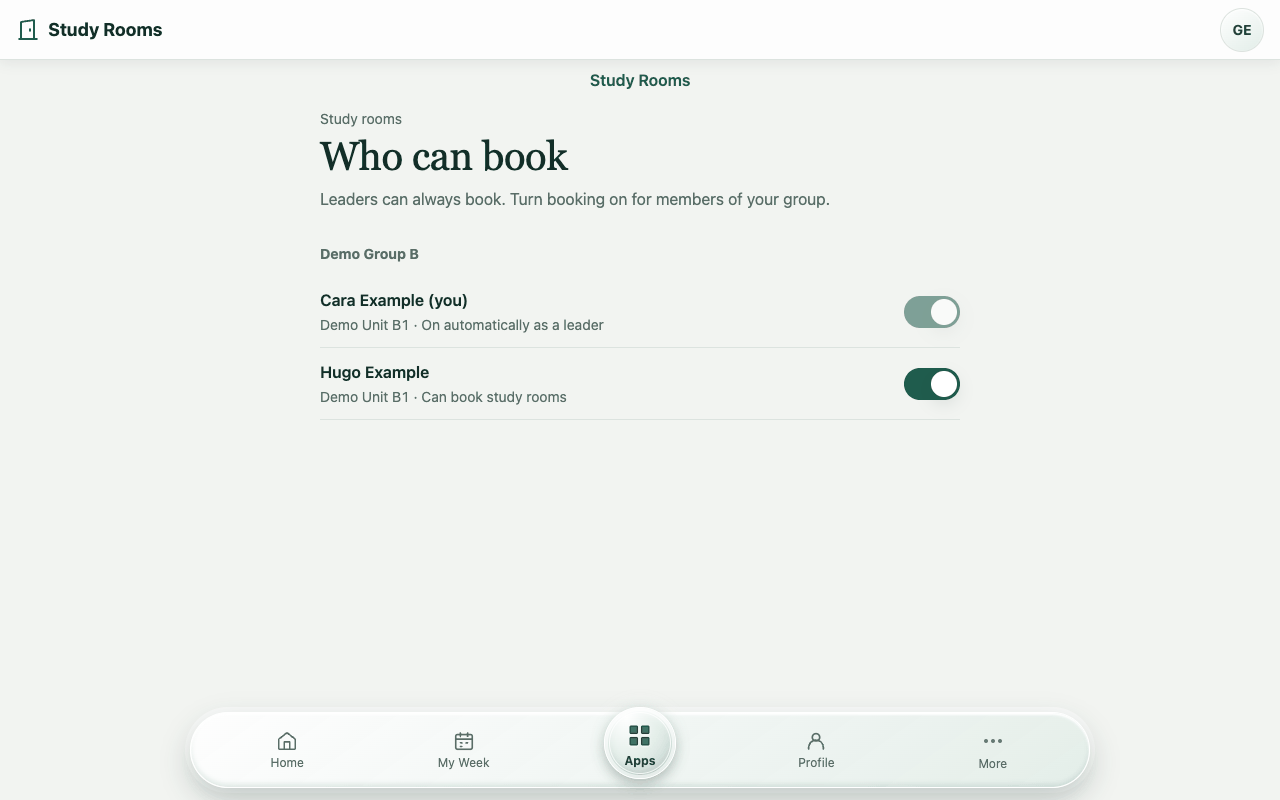 Study Rooms
GE
Study Rooms
Study rooms
Who can book
Leaders can always book. Turn booking on for members of your group.
Demo Group B
Cara Example (you)
Demo Unit B1 · On automatically as a leader
Hugo Example
Demo Unit B1 · Can book study rooms
Home
My Week
Apps
Profile
More